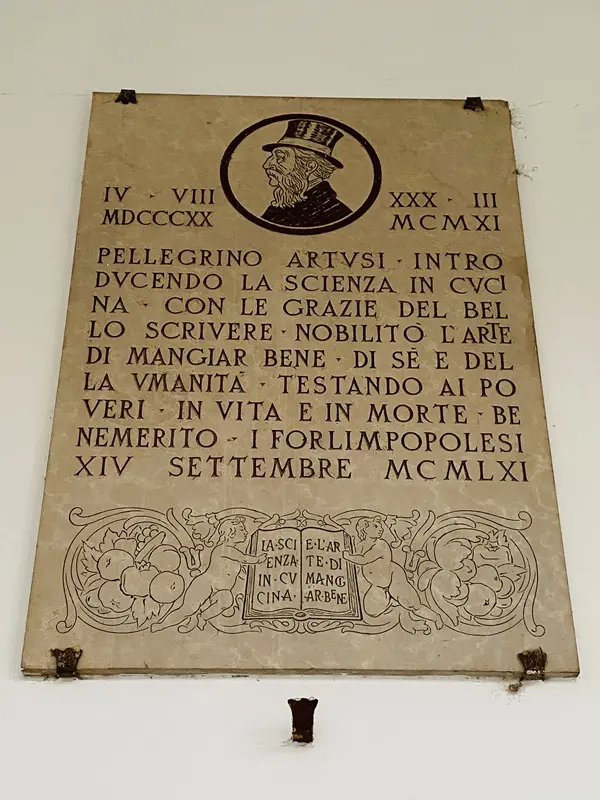 IV · VIII
MDCCCXX
XXX · III
MCMXI
PELLEGRINO ARTVSI · INTRO
DVCENDO LA SCIENZA IN CVCI
NA · CON LE GRAZIE DEL BEL
LO SCRIVERE · NOBILITÒ L'ARTE
DI MANGIAR BENE · DI SÈ E DEL
LA VMANITÀ · TESTANDO AI PO
VERI · IN VITA E IN MORTE · BE
NEMERITO · I FORLIMPOPOLESI
XIV SETTEMBRE MCMLXI
LA·SCI
ENZA
IN·CV
CINA
E·L'AR
TE·DI
MANGI
AR·BENE